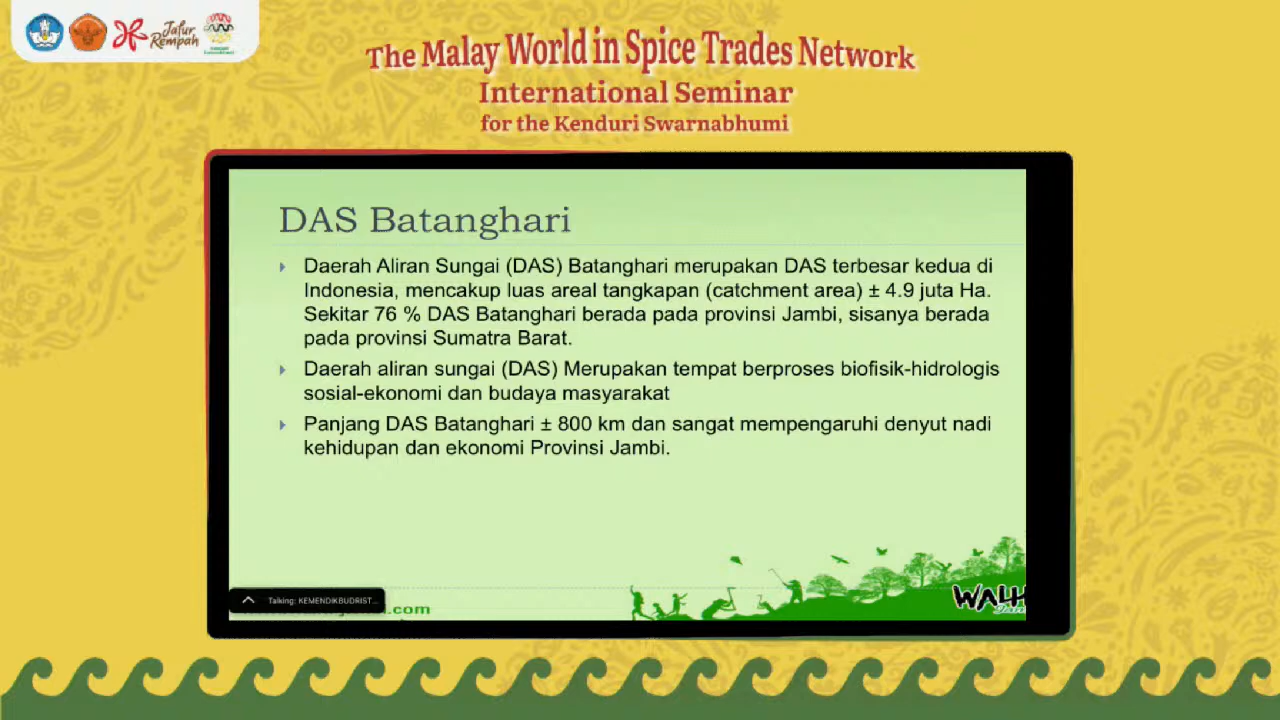 Jalur
Rempah
The Malay World in Spice Trades Network
International Seminar
for the Kenduri Swarnabhumi
DAS Batanghari
Daerah Aliran Sungai (DAS) Batanghari merupakan DAS terbesar kedua di
Indonesia, mencakup luas areal tangkapan (catchment area) ± 4.9 juta Ha.
Sekitar 76 % DAS Batanghari berada pada provinsi Jambi, sisanya berada
pada provinsi Sumatra Barat.
Daerah aliran sungai (DAS) Merupakan tempat berproses biofisik-hidrologis
sosial-ekonomi dan budaya masyarakat
Panjang DAS Batanghari ± 800 km dan sangat mempengaruhi denyut nadi
kehidupan dan ekonomi Provinsi Jambi.
Talking: KEMENDIKBUDRIST...
.com
WALH